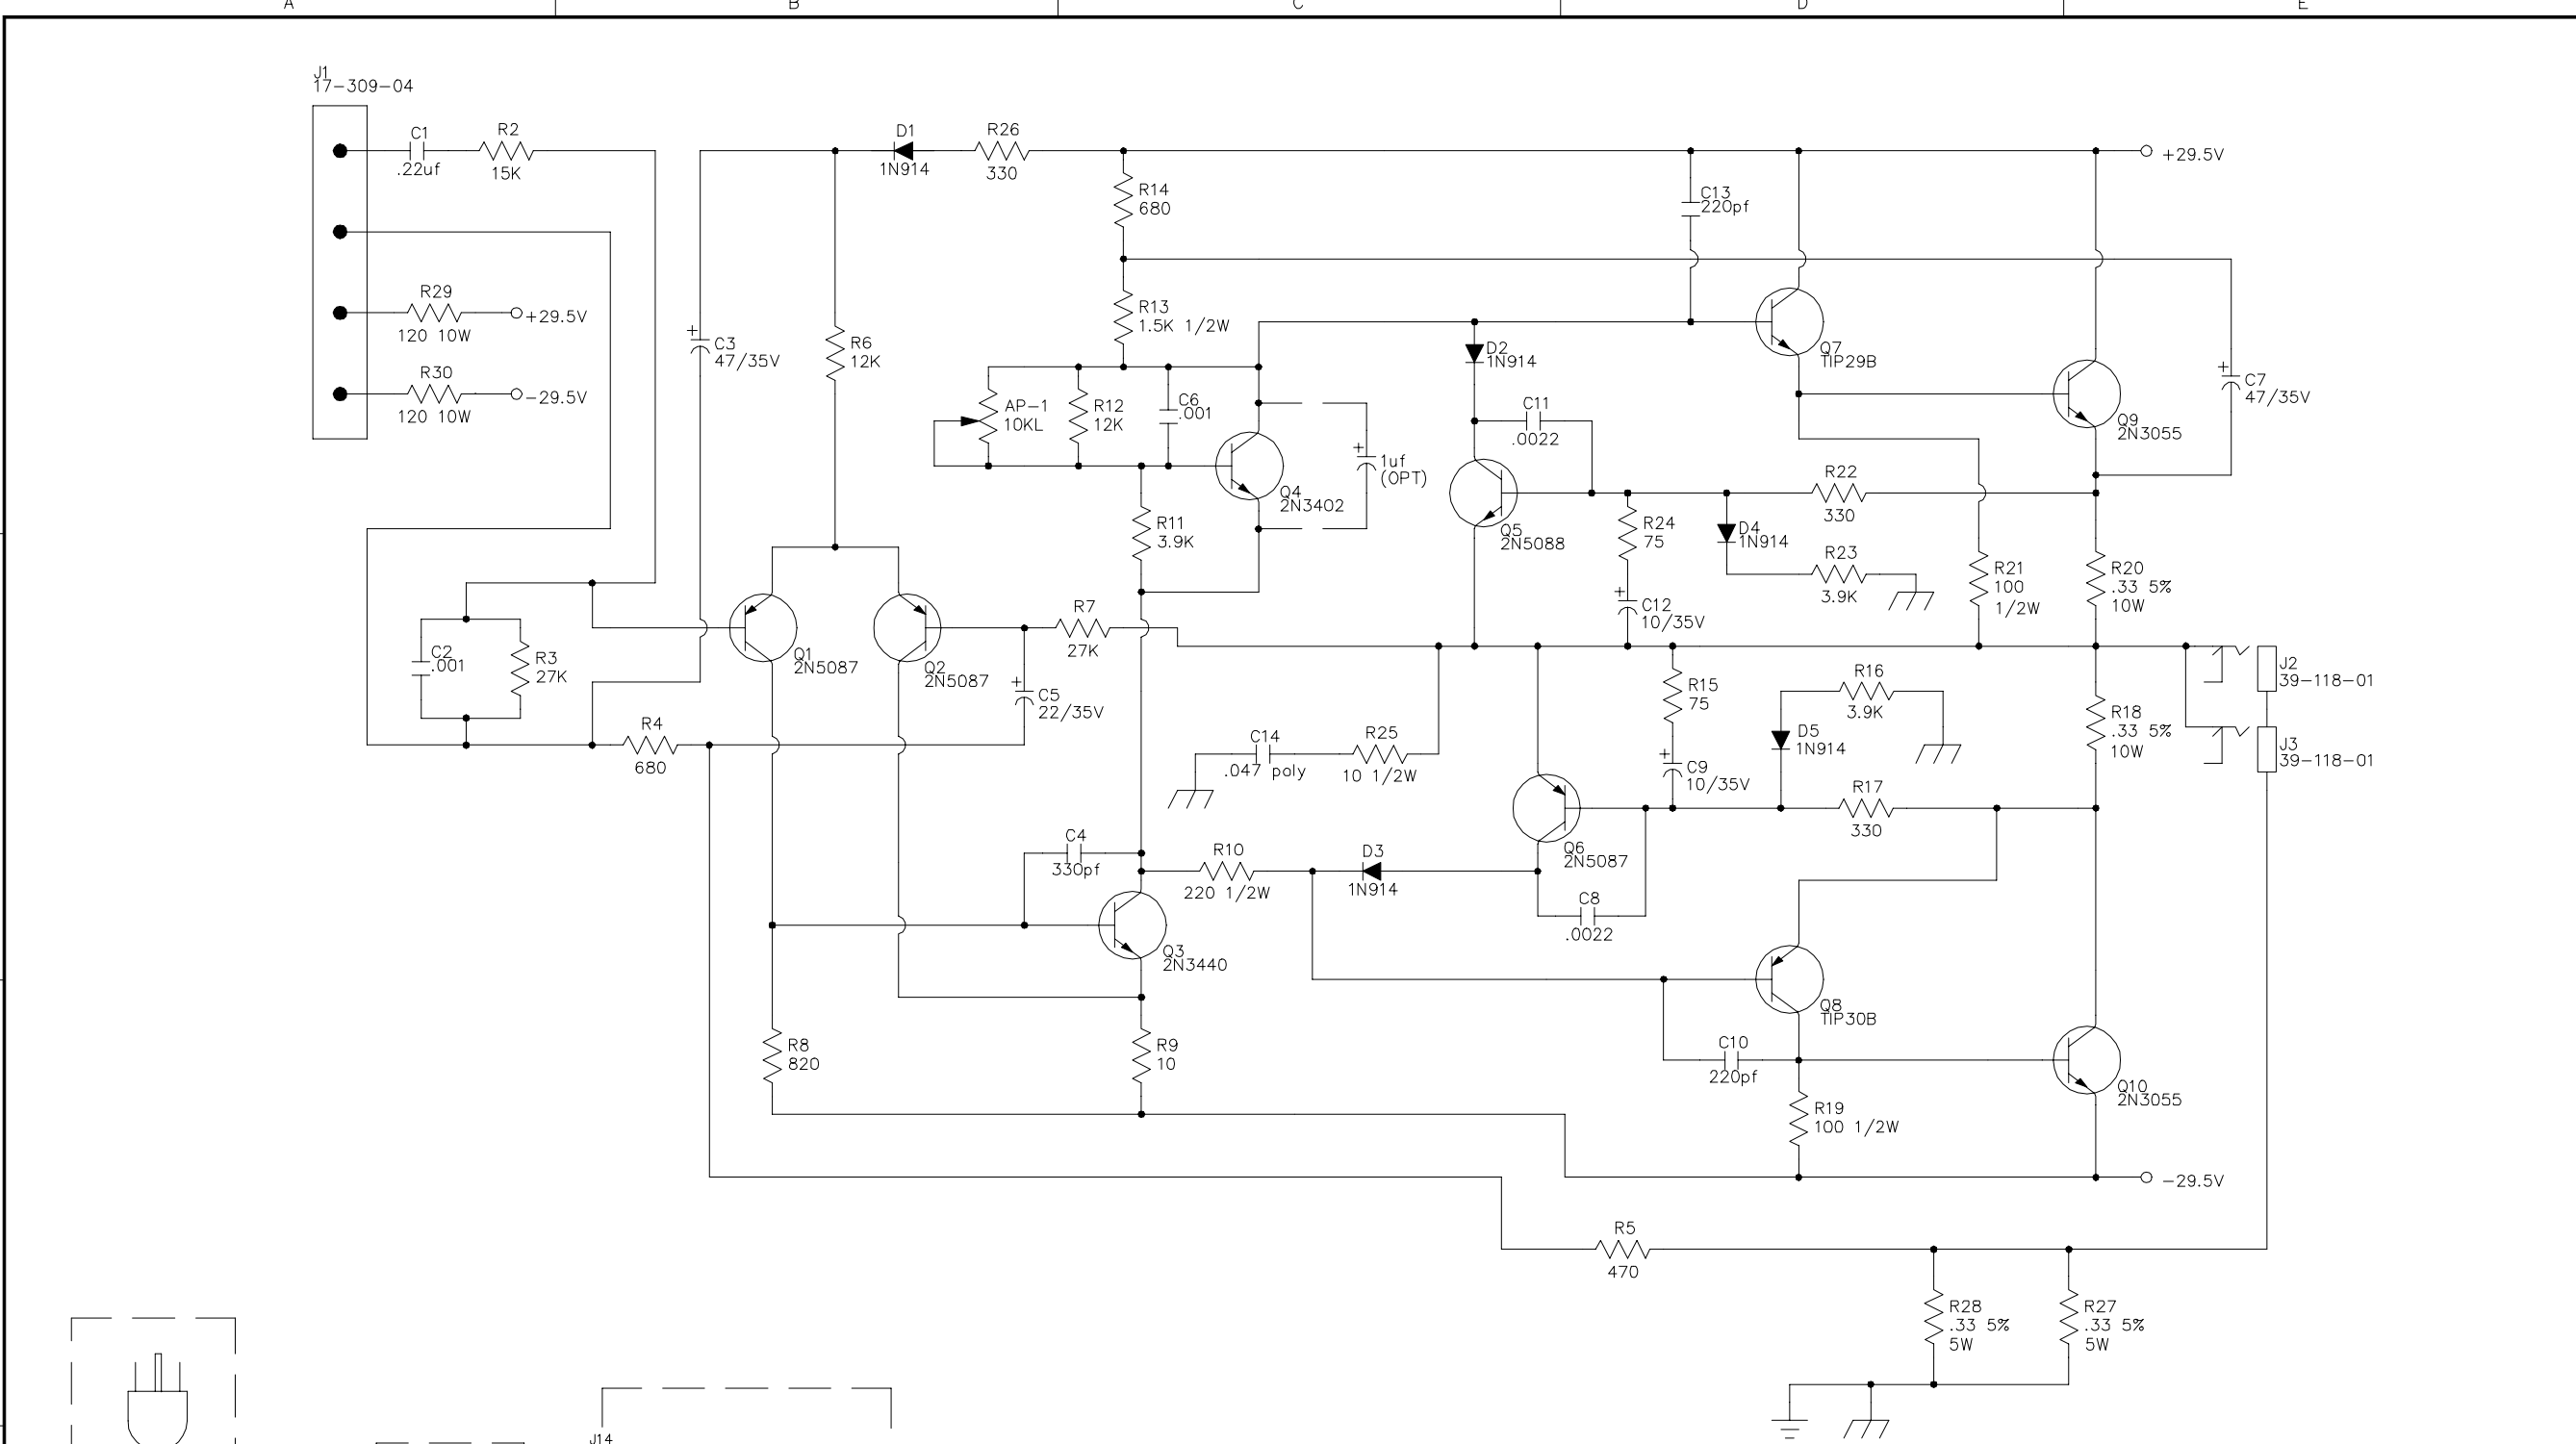 A B C D E
J1
17-309-04
C1
.22uf
R2
15K
R29
120 10W
+29.5V
R30
120 10W
-29.5V
D1
1N914
R26
330
+29.5V
R14
680
C13
220pf
R13
1.5K 1/2W
C3
47/35V
R6
12K
D2
1N914
Q7
TIP29B
C7
47/35V
AP-1
10KL
R12
12K
C6
.001
C11
.0022
Q9
2N3055
1uf
(OPT)
Q4
2N3402
R11
3.9K
Q5
2N5088
R22
330
R24
75
D4
1N914
R23
3.9K
R21
100
1/2W
R20
.33 5%
10W
C12
10/35V
R7
27K
C2
.001
R3
27K
Q1
2N5087
Q2
2N5087
C5
22/35V
R4
680
J2
39-118-01
R16
3.9K
R15
75
R18
.33 5%
10W
D5
1N914
J3
39-118-01
C14
.047 poly
R25
10 1/2W
C9
10/35V
R17
330
C4
330pf
R10
220 1/2W
D3
1N914
Q6
2N5087
C8
.0022
Q3
2N3440
Q8
TIP30B
R8
820
R9
10
C10
220pf
Q10
2N3055
R19
100 1/2W
-29.5V
R5
470
R28
.33 5%
5W
R27
.33 5%
5W
J14